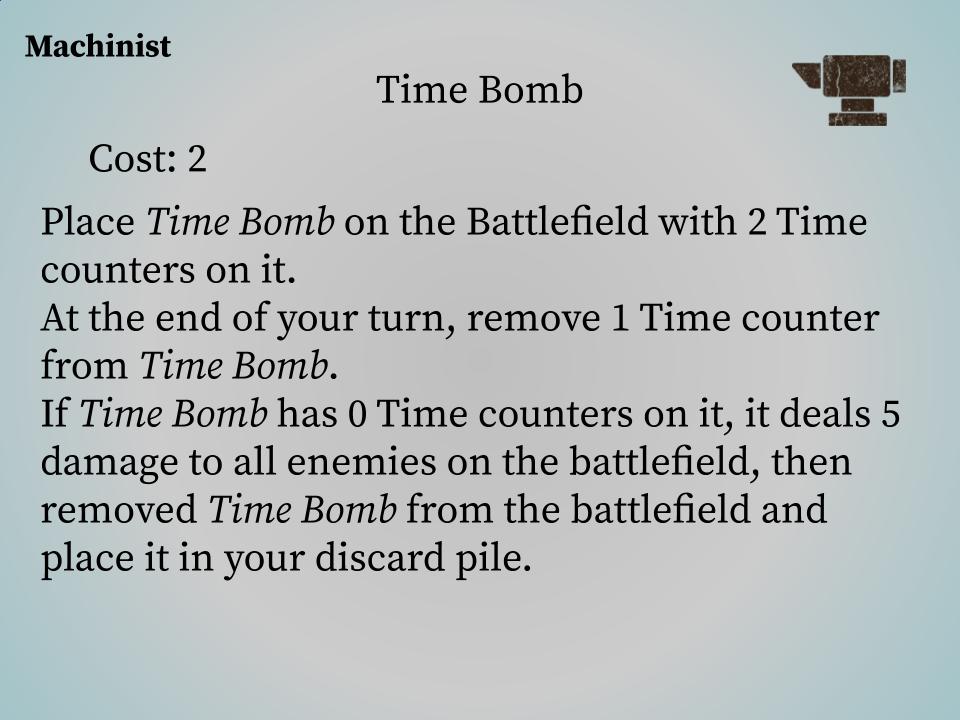 Machinist
Time Bomb
Cost: 2
Place Time Bomb on the Battlefield with 2 Time
counters on it.
At the end of your turn, remove 1 Time counter
from Time Bomb.
If Time Bomb has 0 Time counters on it, it deals 5
damage to all enemies on the battlefield, then
removed Time Bomb from the battlefield and
place it in your discard pile.